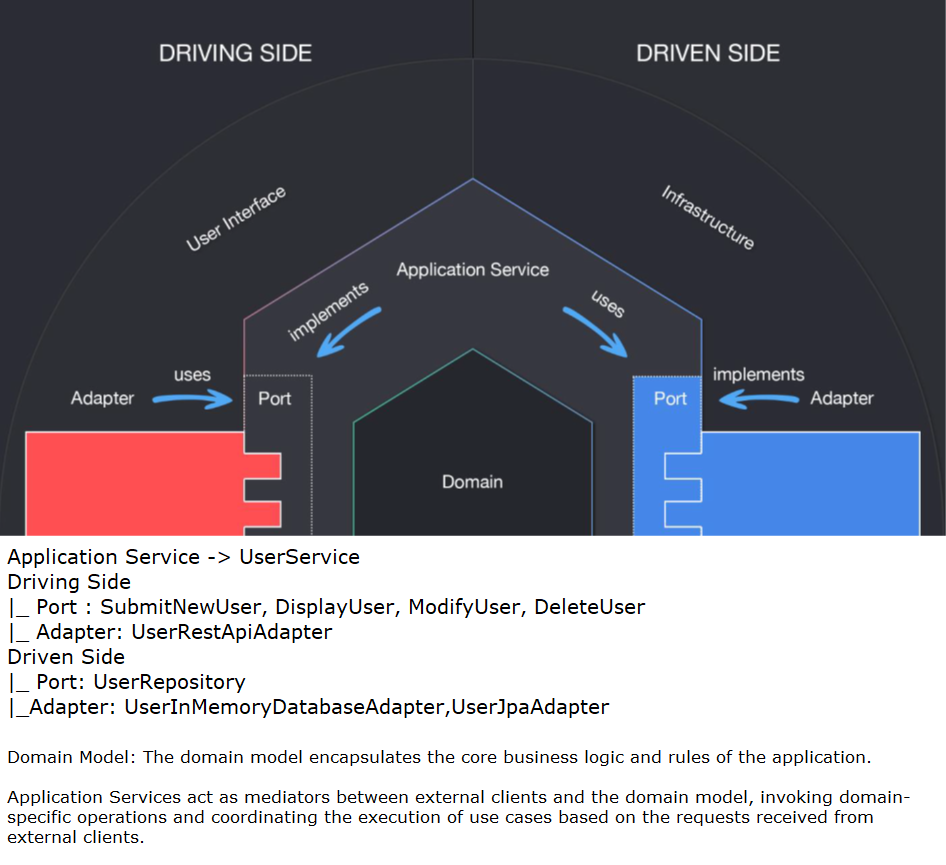 DRIVING SIDE
DRIVEN SIDE
User Interface
Infrastructure
Application Service
implements
uses
uses
implements
Adapter
Port
Port
Adapter
Domain
Application Service -> UserService
Driving Side
|_ Port : SubmitNewUser, DisplayUser, ModifyUser, DeleteUser
|_ Adapter: UserRestApiAdapter
Driven Side
|_ Port: UserRepository
|_Adapter: UserInMemoryDatabaseAdapter,UserJpaAdapter
Domain Model: The domain model encapsulates the core business logic and rules of the application.
Application Services act as mediators between external clients and the domain model, invoking domain-
specific operations and coordinating the execution of use cases based on the requests received from
external clients.